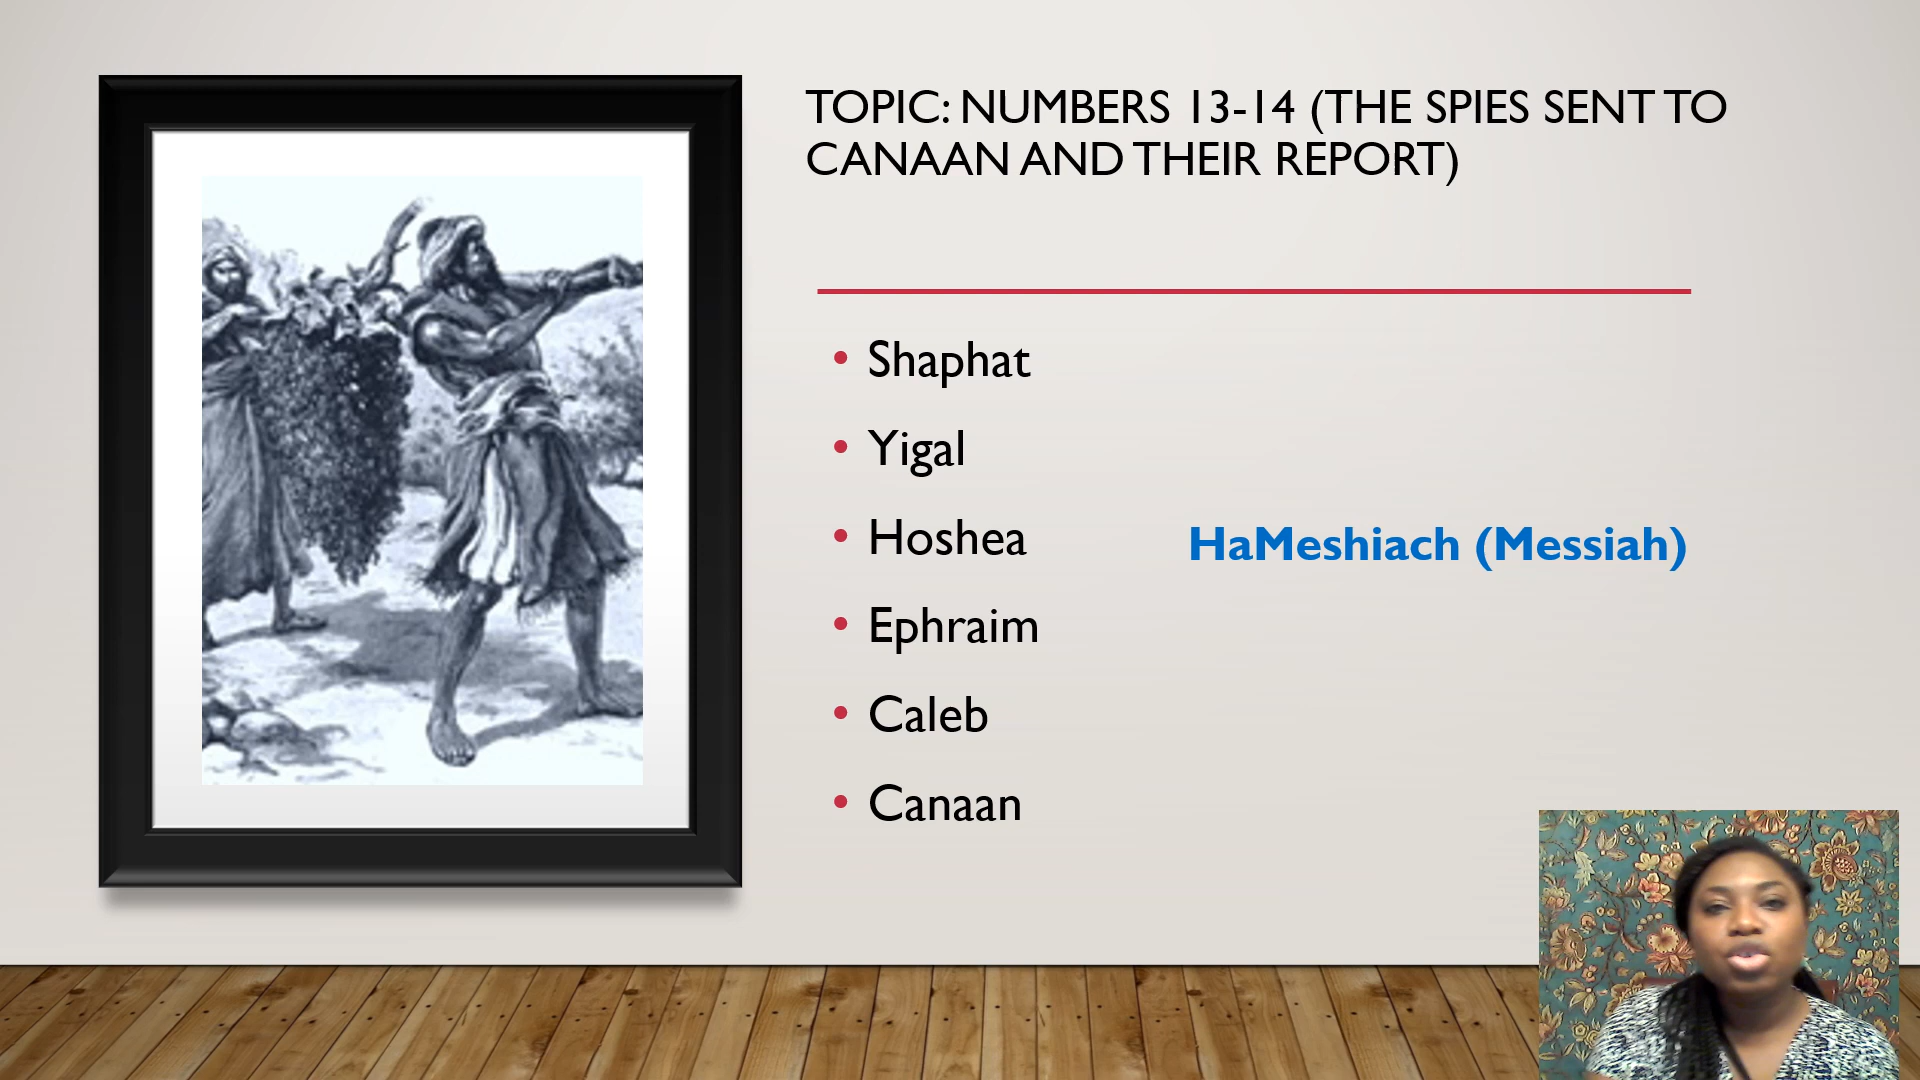 TOPIC: NUMBERS 13-14 (THE SPIES SENT TO
CANAAN AND THEIR REPORT)
• Shaphat
• Yigal
• Hoshea
HaMeshiach (Messiah)
• Ephraim
• Caleb
• Canaan